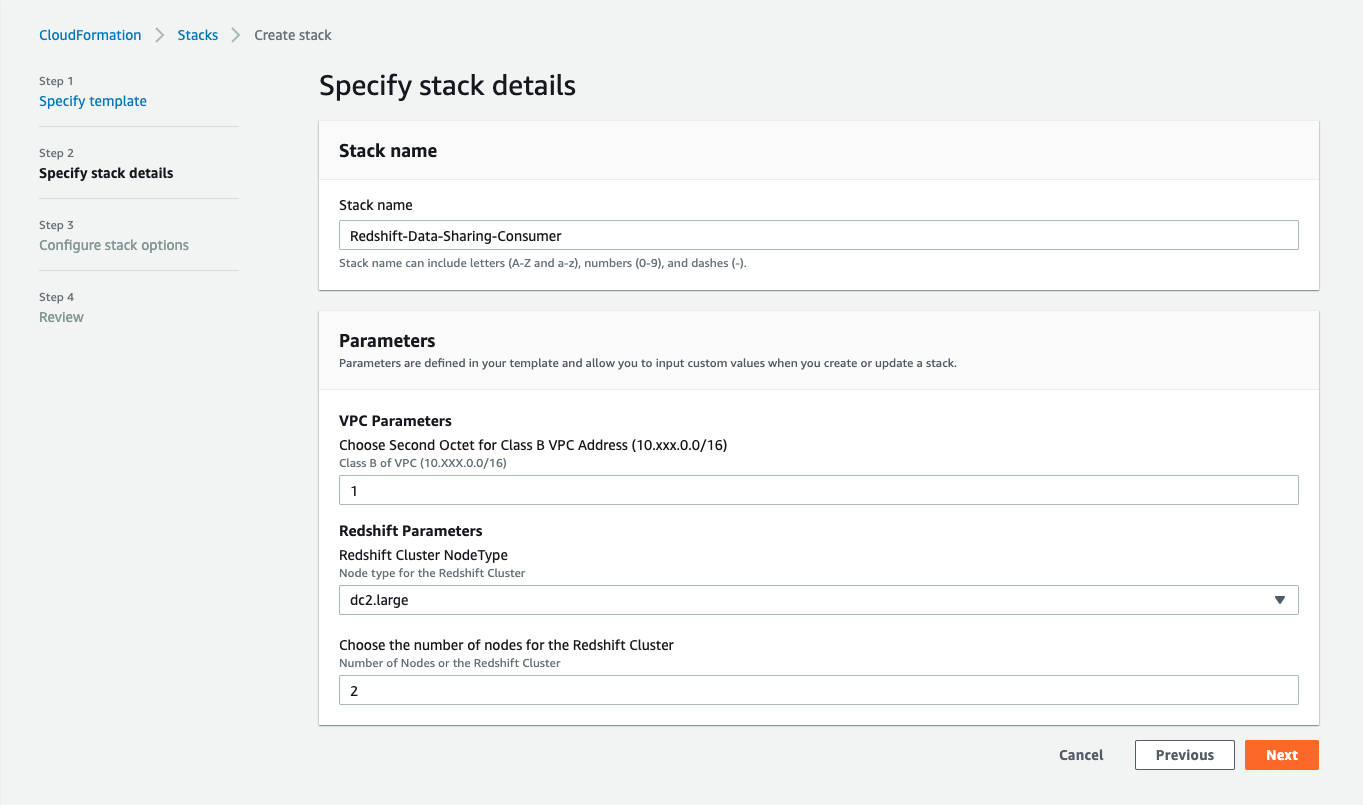 CloudFormation > Stacks > Create stack
Step 1
Specify template
Step 2
Specify stack details
Step 3
Configure stack options
Step 4
Review
Specify stack details
Stack name
Stack name
Redshift-Data-Sharing-Consumer
Stack name can include letters (A-Z and a-z), numbers (0-9), and dashes (-).
Parameters
Parameters are defined in your template and allow you to input custom values when you create or update a stack.
VPC Parameters
Choose Second Octet for Class B VPC Address (10.xxx.0.0/16)
Class B of VPC (10.XXX.0.0/16)
1
Redshift Parameters
Redshift Cluster NodeType
Node type for the Redshift Cluster
dc2.large
Choose the number of nodes for the Redshift Cluster
Number of Nodes or the Redshift Cluster
2
Cancel
Previous
Next